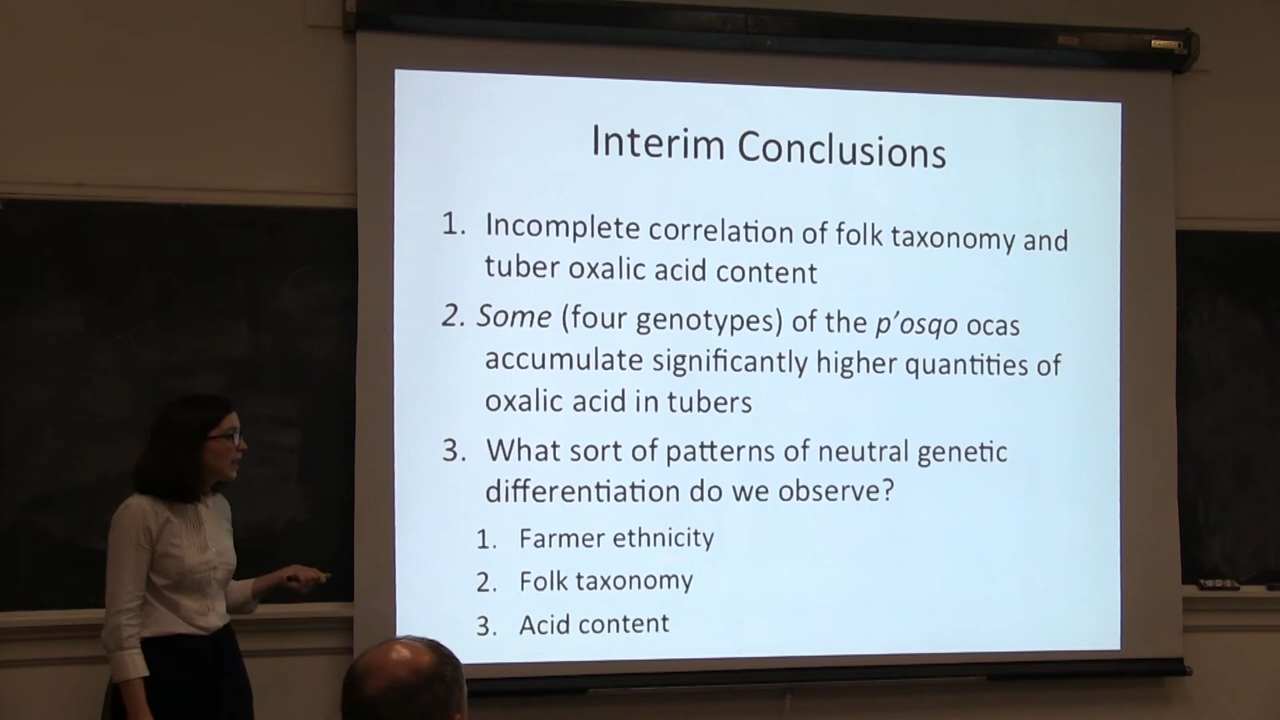 Interim Conclusions
1. Incomplete correlation of folk taxonomy and
tuber oxalic acid content
2. Some (four genotypes) of the p'osqo ocas
accumulate significantly higher quantities of
oxalic acid in tubers
3. What sort of patterns of neutral genetic
differentiation do we observe?
1. Farmer ethnicity
2. Folk taxonomy
3. Acid content